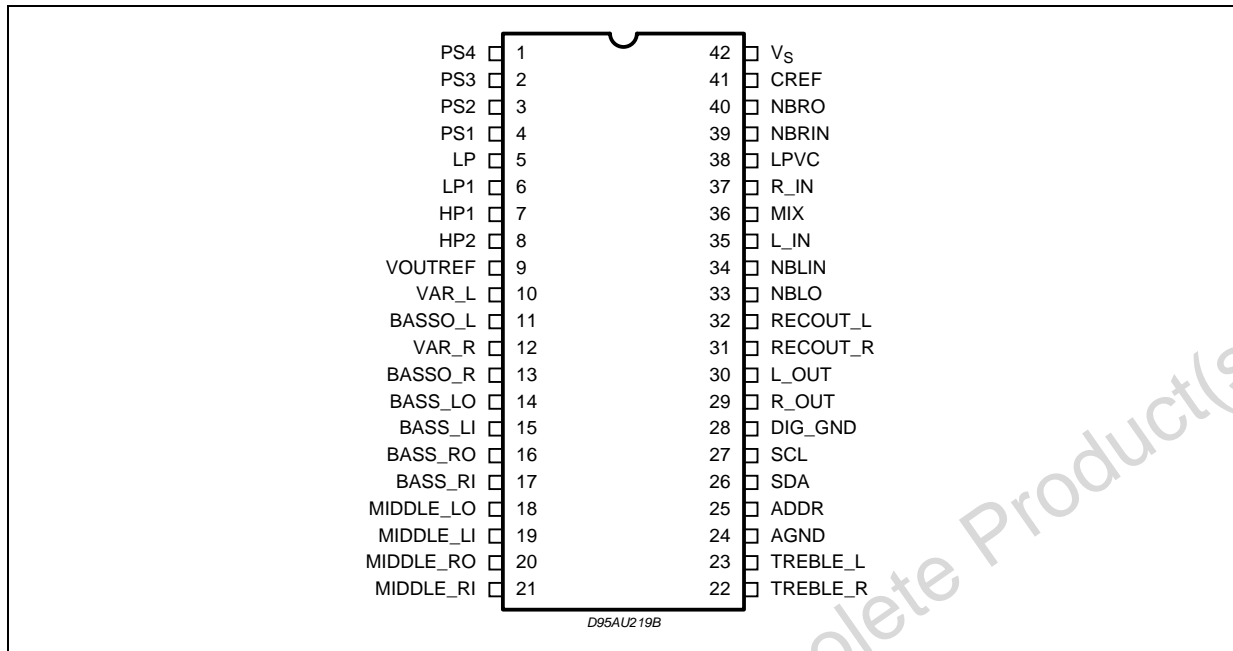 PS4 1 42 VS
PS3 2 41 CREF
PS2 3 40 NBRO
PS1 4 39 NBRIN
LP 5 38 LPVC
LP1 6 37 R_IN
HP1 7 36 MIX
HP2 8 35 L_IN
VOUTREF 9 34 NBLIN
VAR_L 10 33 NBLO
BASSO_L 11 32 RECOUT_L
VAR_R 12 31 RECOUT_R
BASSO_R 13 30 L_OUT
BASS_LO 14 29 R_OUT
BASS_LI 15 28 DIG_GND
BASS_RO 16 27 SCL
BASS_RI 17 26 SDA
MIDDLE_LO 18 25 ADDR
MIDDLE_LI 19 24 AGND
MIDDLE_RO 20 23 TREBLE_L
MIDDLE_RI 21 22 TREBLE_R
D95AU219B
olete Product(s